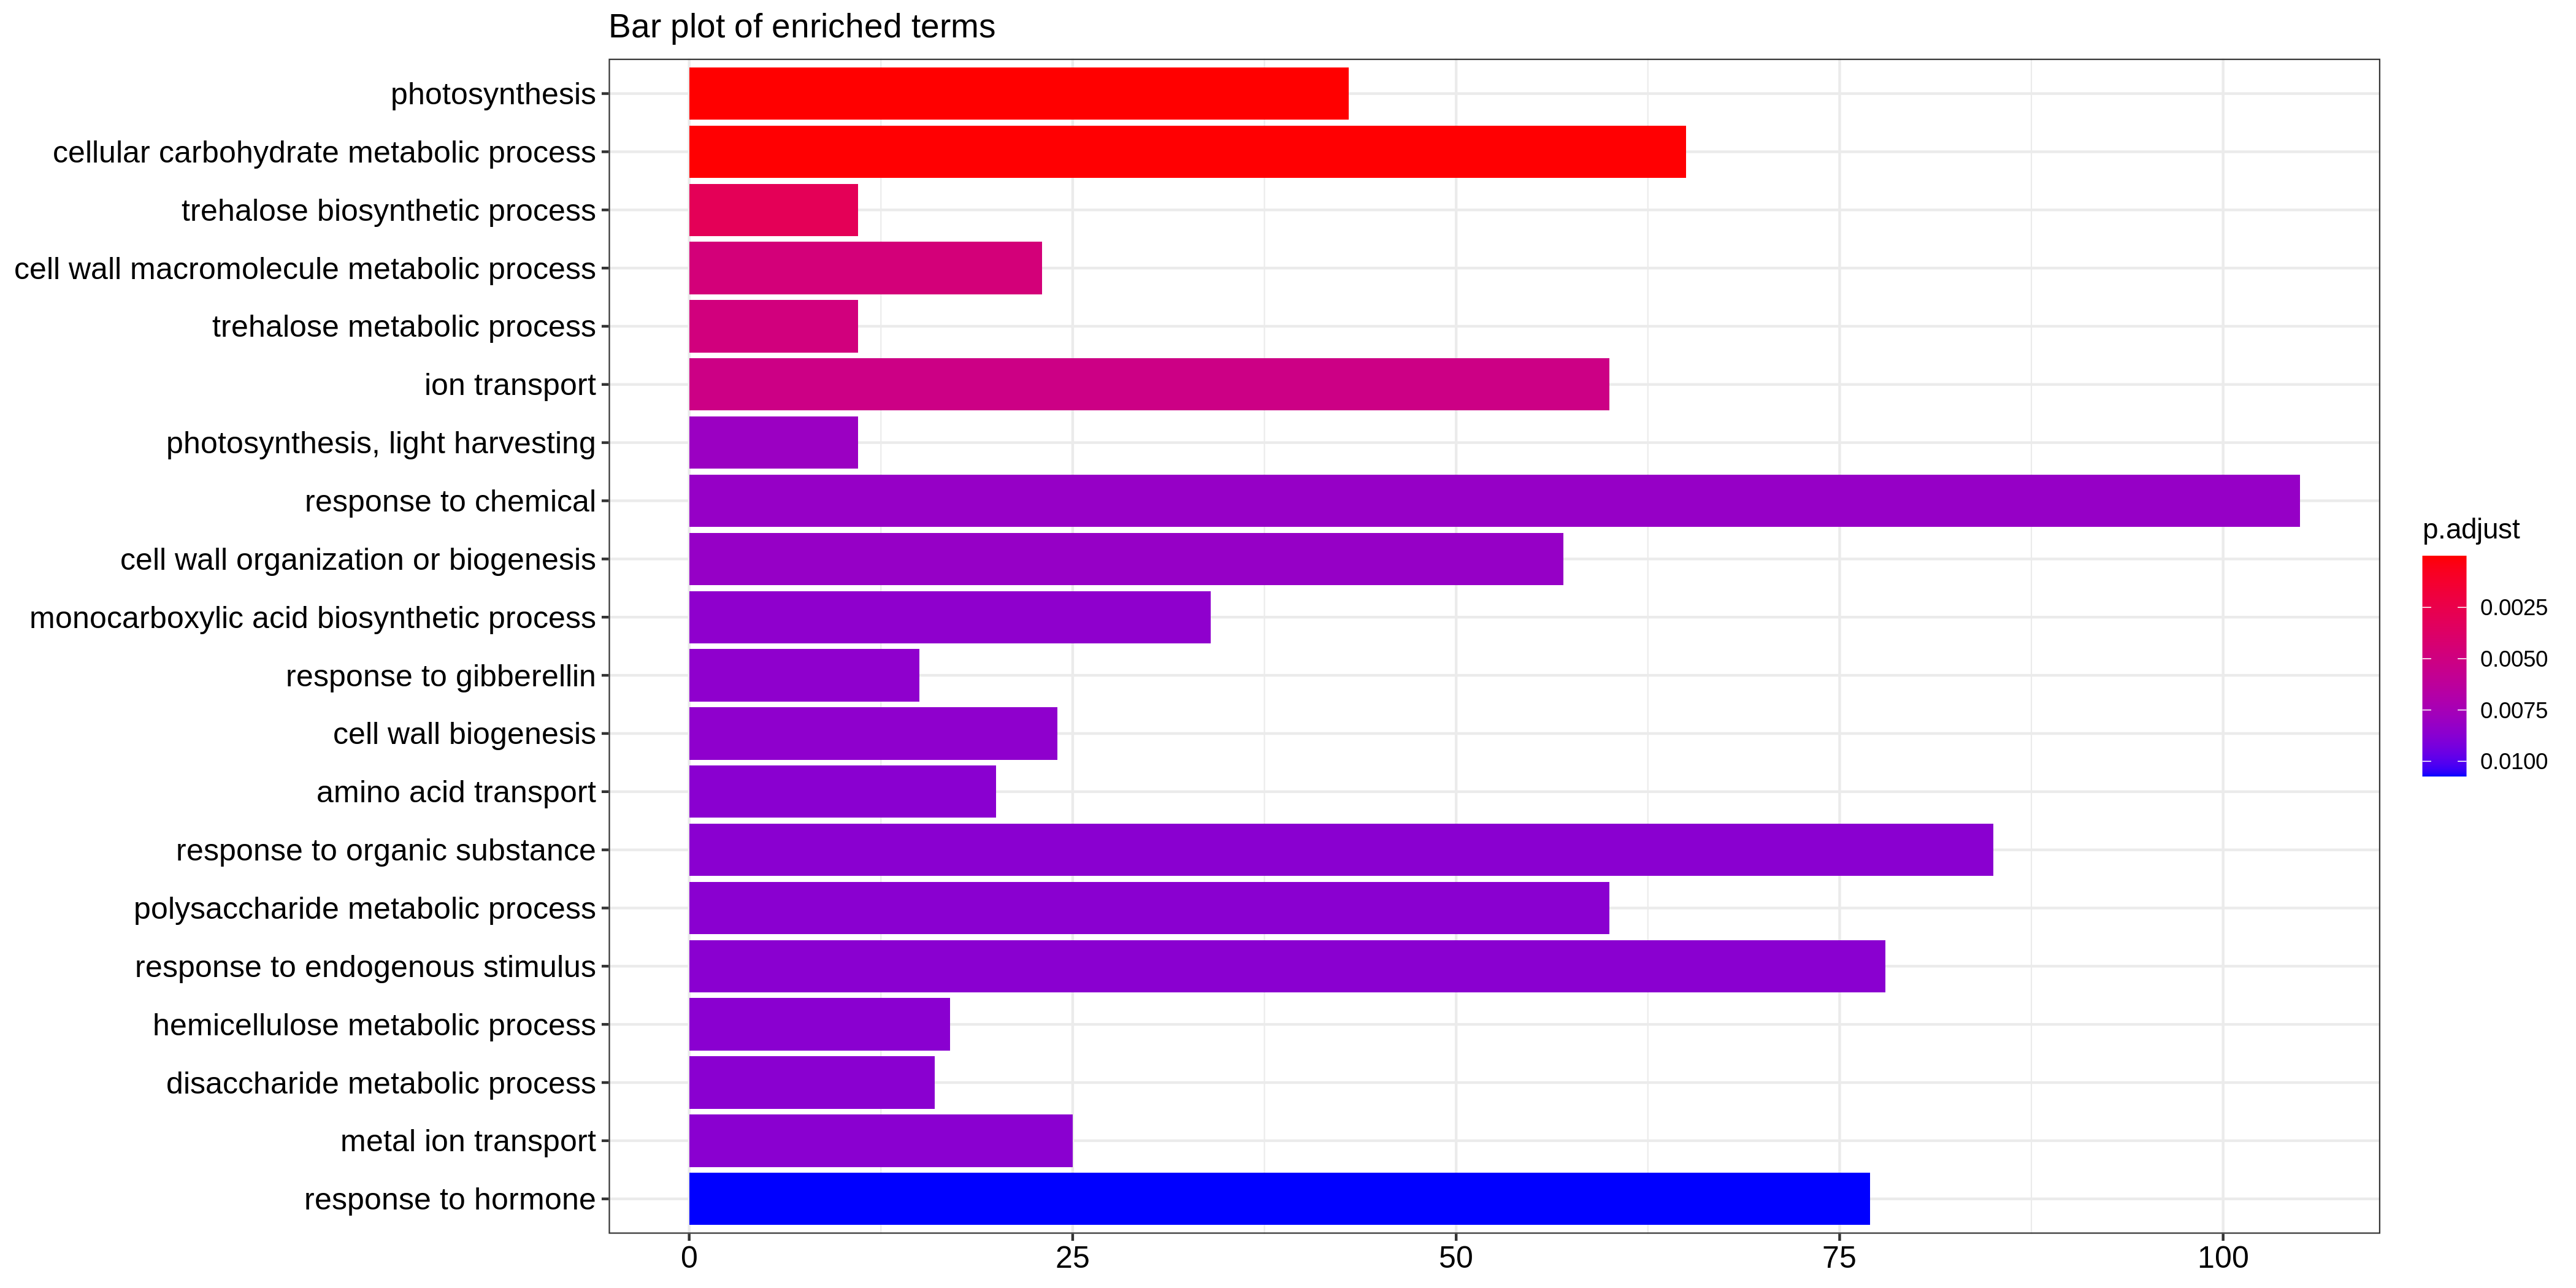 Bar plot of enriched terms
photosynthesis
cellular carbohydrate metabolic process
trehalose biosynthetic process
cell wall macromolecule metabolic process
trehalose metabolic process
ion transport
photosynthesis, light harvesting
response to chemical
cell wall organization or biogenesis
monocarboxylic acid biosynthetic process
response to gibberellin
cell wall biogenesis
amino acid transport
response to organic substance
polysaccharide metabolic process
response to endogenous stimulus
hemicellulose metabolic process
disaccharide metabolic process
metal ion transport
response to hormone
0 25 50 75 100
p.adjust
0.0025
0.0050
0.0075
0.0100